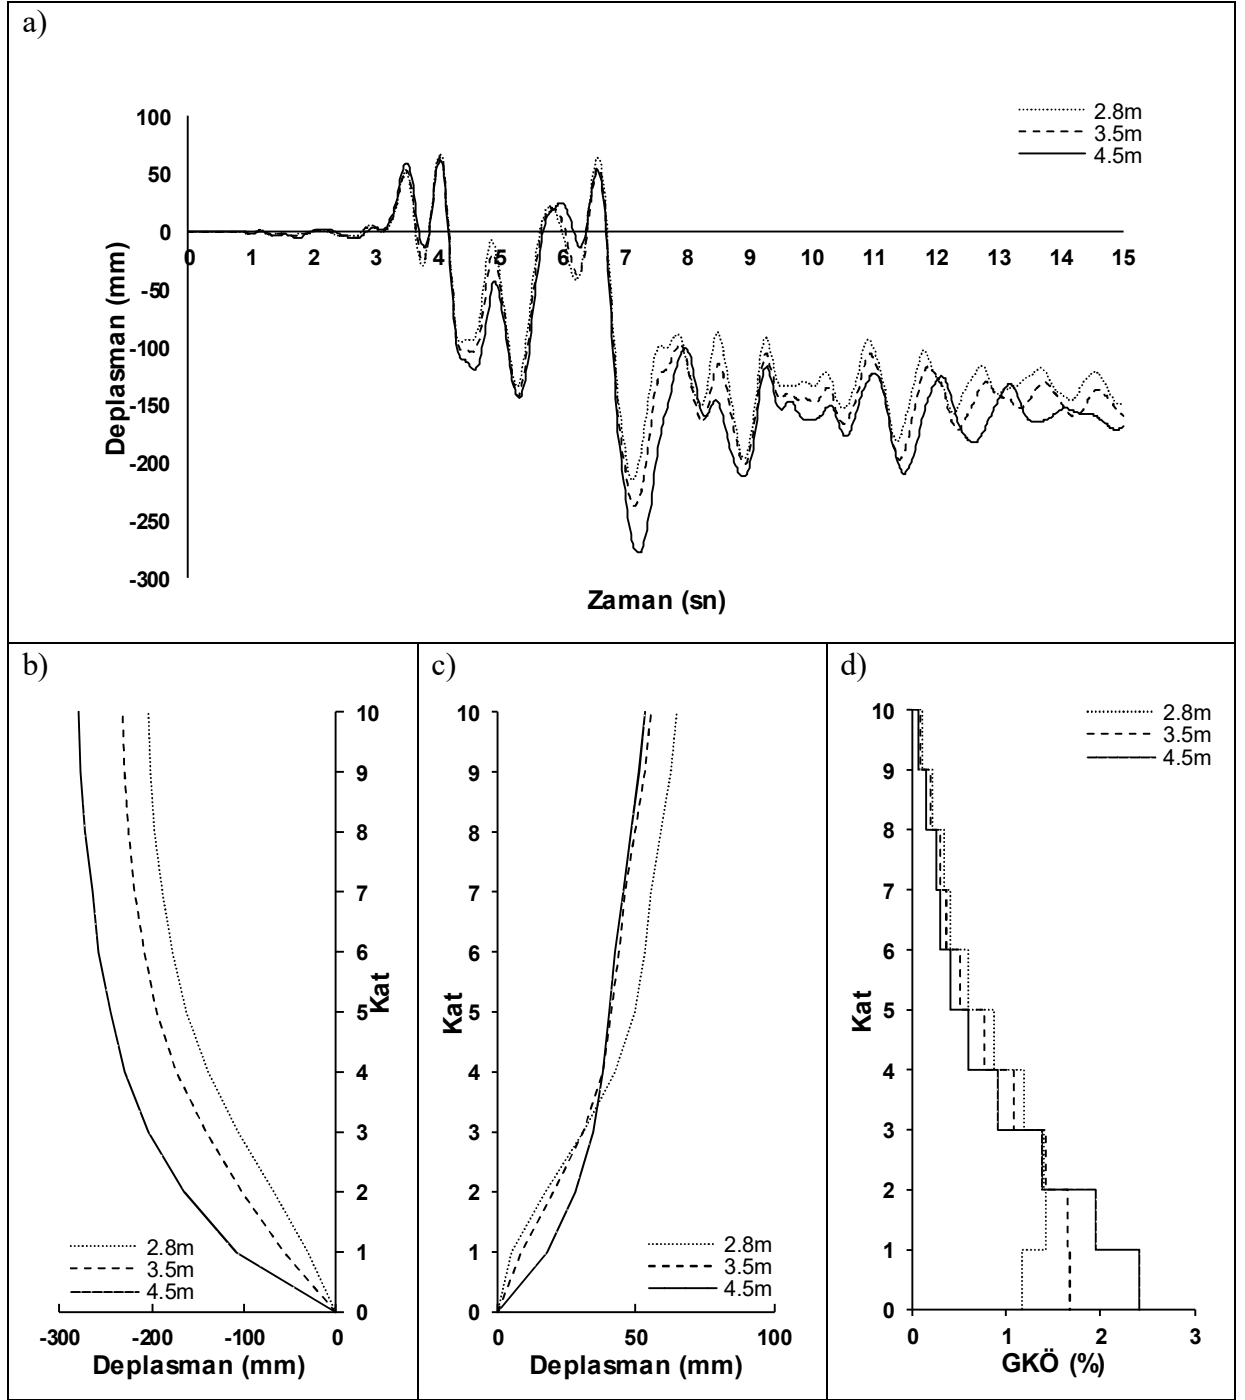 a)
2.8m
3.5m
4.5m
100
50
0
-50
-100
-150
-200
-250
-300
Deplasman (mm)
0 1 2 3 4 5 6 7 8 9 10 11 12 13 14 15
Zaman (sn)
b)
10
9
8
7
6
5
4
3
2
1
0
Kat
2.8m
3.5m
4.5m
-300 -200 -100 0
Deplasman (mm)
c)
10
9
8
7
6
5
4
3
2
1
0
Kat
2.8m
3.5m
4.5m
0 50 100
Deplasman (mm)
d)
2.8m
3.5m
4.5m
10
9
8
7
6
5
4
3
2
1
0
Kat
0 1 2 3
GKÖ (%)